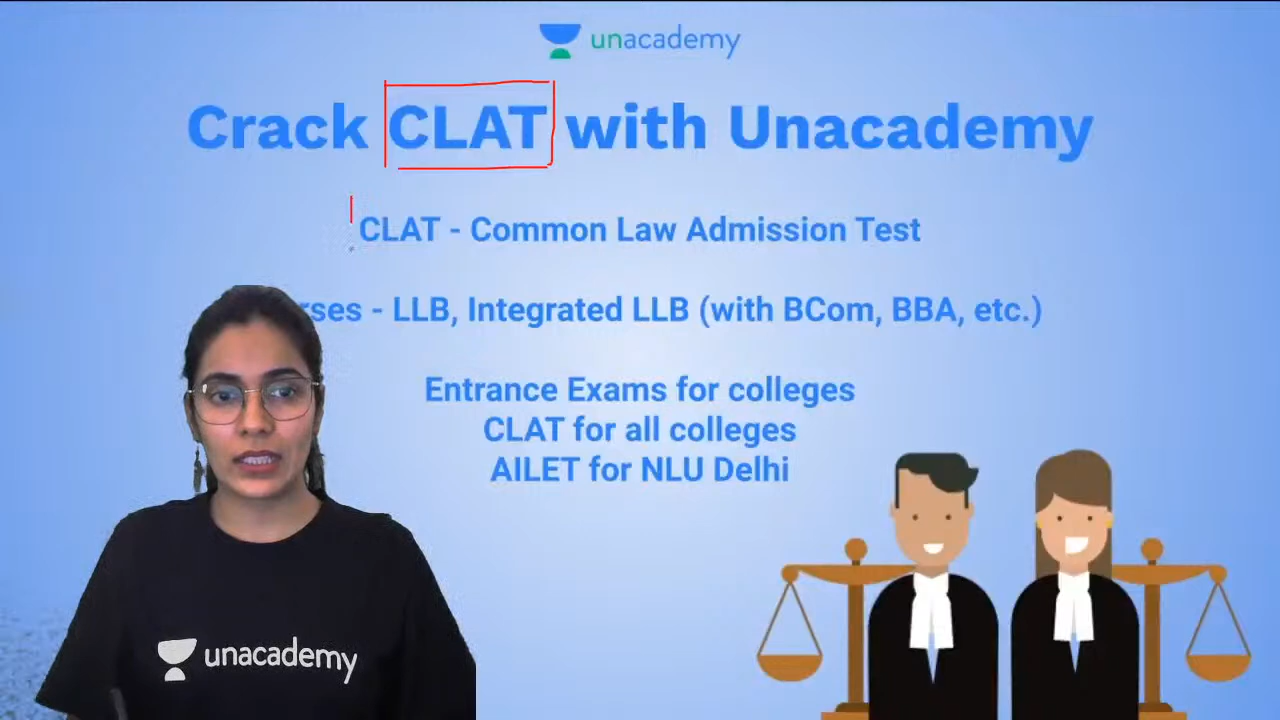 unacademy
Crack CLAT with Unacademy
CLAT - Common Law Admission Test
rses - LLB, Integrated LLB (with BCom, BBA, etc.)
Entrance Exams for colleges
CLAT for all colleges
AILET for NLU Delhi
unacademy